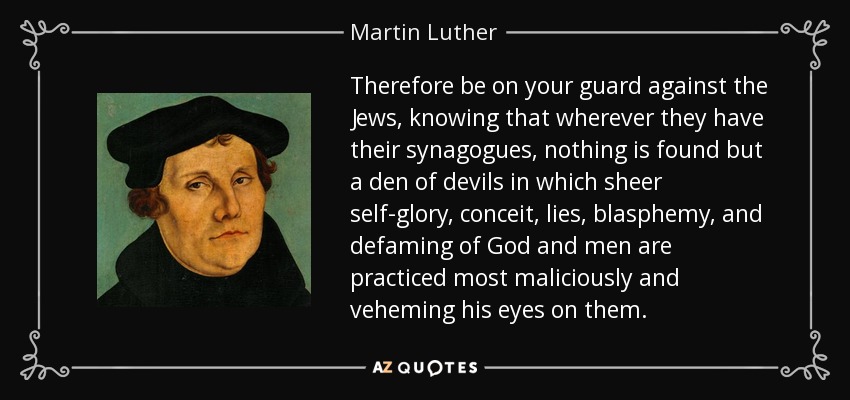 Martin Luther
Therefore be on your guard against the
Jews, knowing that wherever they have
their synagogues, nothing is found but
a den of devils in which sheer
self-glory, conceit, lies, blasphemy, and
defaming of God and men are
practiced most maliciously and
veheming his eyes on them.
AZ QUOTES